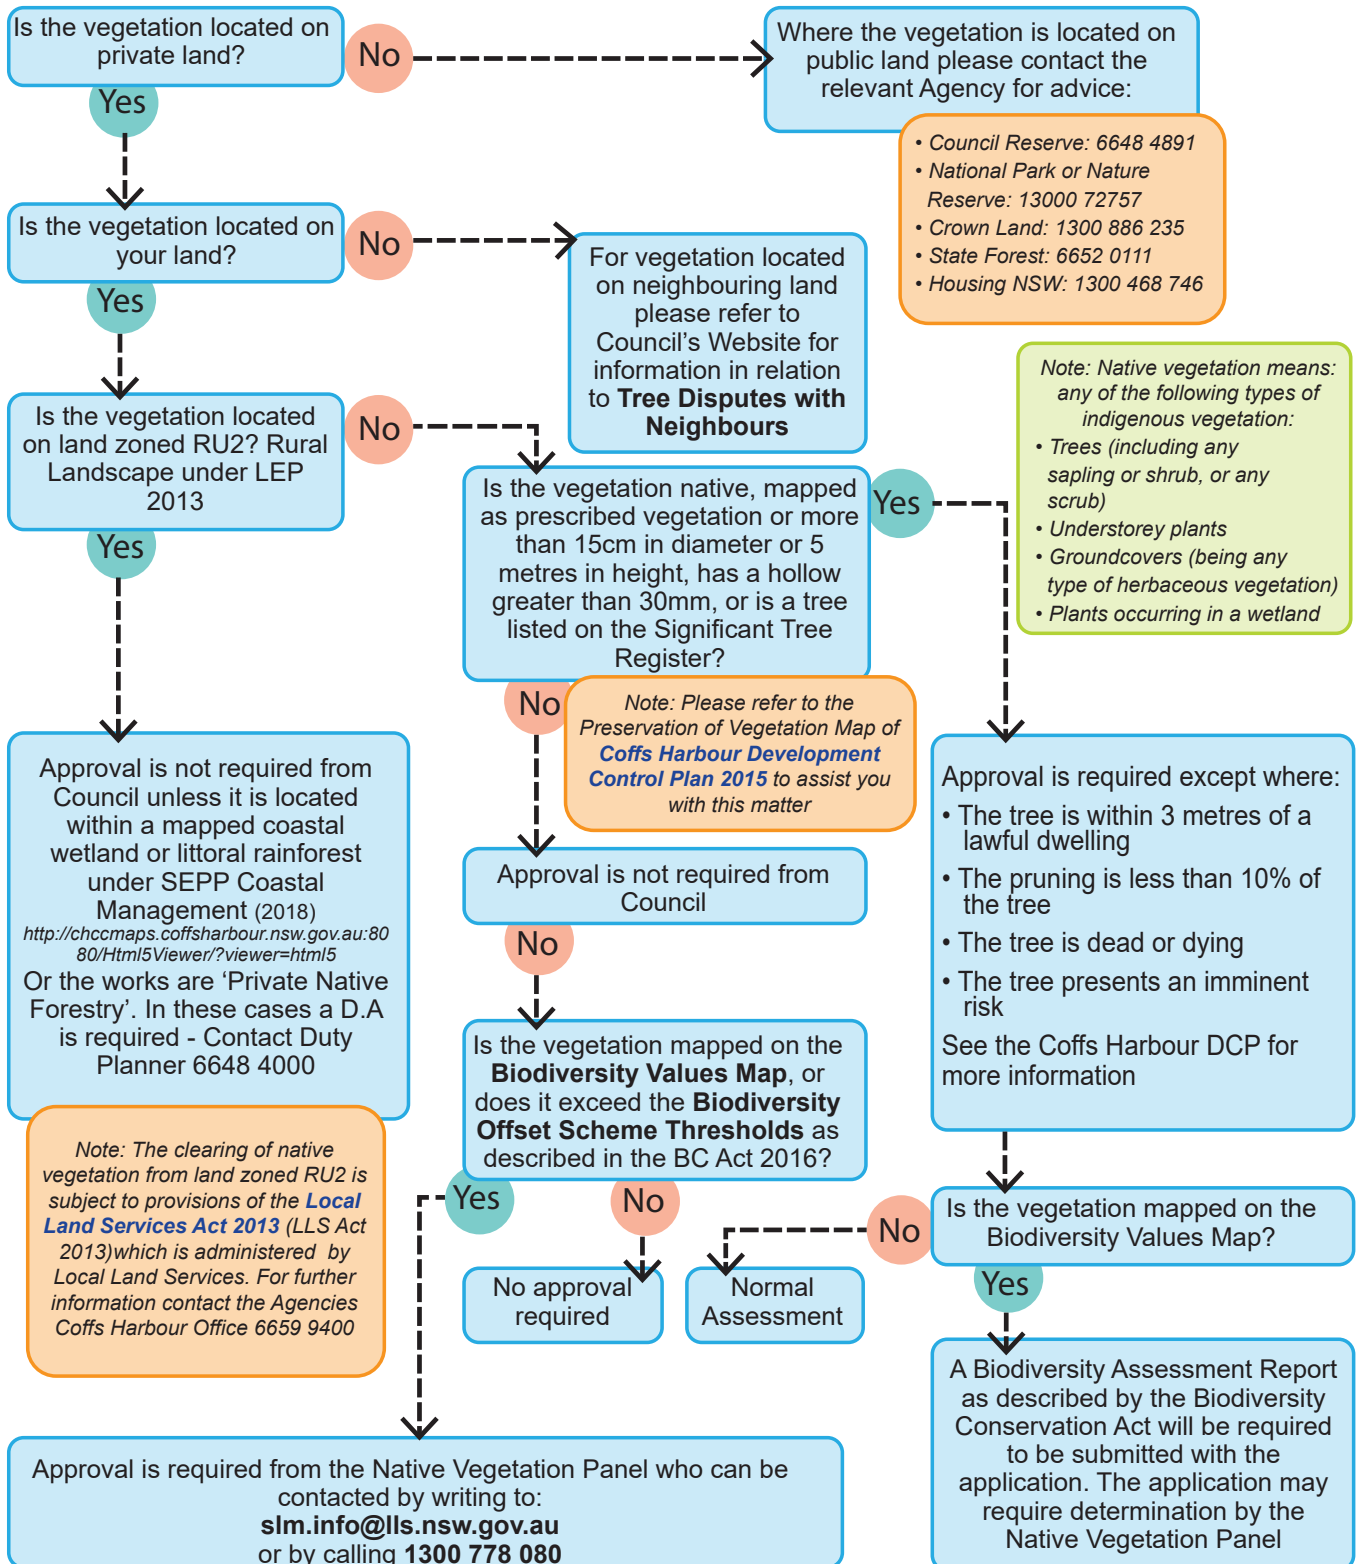 Is the vegetation located on
private land?
No
Where the vegetation is located on
public land please contact the
relevant Agency for advice:
Yes
• Council Reserve: 6648 4891
• National Park or Nature
Reserve: 13000 72757
• Crown Land: 1300 886 235
• State Forest: 6652 0111
• Housing NSW: 1300 468 746
Is the vegetation located on
your land?
No
For vegetation located
on neighbouring land
please refer to
Council's Website for
information in relation
to Tree Disputes with
Neighbours
Yes
Note: Native vegetation means:
any of the following types of
indigenous vegetation:
• Trees (including any
sapling or shrub, or any
scrub)
• Understorey plants
• Groundcovers (being any
type of herbaceous vegetation)
• Plants occurring in a wetland
Is the vegetation located
on land zoned RU2? Rural
Landscape under LEP
2013
No
Is the vegetation native, mapped
as prescribed vegetation or more
than 15cm in diameter or 5
metres in height, has a hollow
greater than 30mm, or is a tree
listed on the Significant Tree
Register?
Yes
Yes
No
Note: Please refer to the
Preservation of Vegetation Map of
Coffs Harbour Development
Control Plan 2015 to assist you
with this matter
Approval is not required from
Council unless it is located
within a mapped coastal
wetland or littoral rainforest
under SEPP Coastal
Management (2018)
http://chccmaps.coffsharbour.nsw.gov.au:80
80/Html5Viewer/?viewer=html5
Or the works are ‘Private Native
Forestry’. In these cases a D.A
is required - Contact Duty
Planner 6648 4000
Approval is required except where:
• The tree is within 3 metres of a
lawful dwelling
• The pruning is less than 10% of
the tree
• The tree is dead or dying
• The tree presents an imminent
risk
See the Coffs Harbour DCP for
more information
Approval is not required from
Council
No
Is the vegetation mapped on the
Biodiversity Values Map, or
does it exceed the Biodiversity
Offset Scheme Thresholds as
described in the BC Act 2016?
Note: The clearing of native
vegetation from land zoned RU2 is
subject to provisions of the Local
Land Services Act 2013 (LLS Act
2013)which is administered by
Local Land Services. For further
information contact the Agencies
Coffs Harbour Office 6659 9400
Yes
No
No
Is the vegetation mapped on the
Biodiversity Values Map?
No approval
required
Normal
Assessment
Yes
A Biodiversity Assessment Report
as described by the Biodiversity
Conservation Act will be required
to be submitted with the
application. The application may
require determination by the
Native Vegetation Panel
Approval is required from the Native Vegetation Panel who can be
contacted by writing to:
slm.info@lls.nsw.gov.au
or by calling 1300 778 080